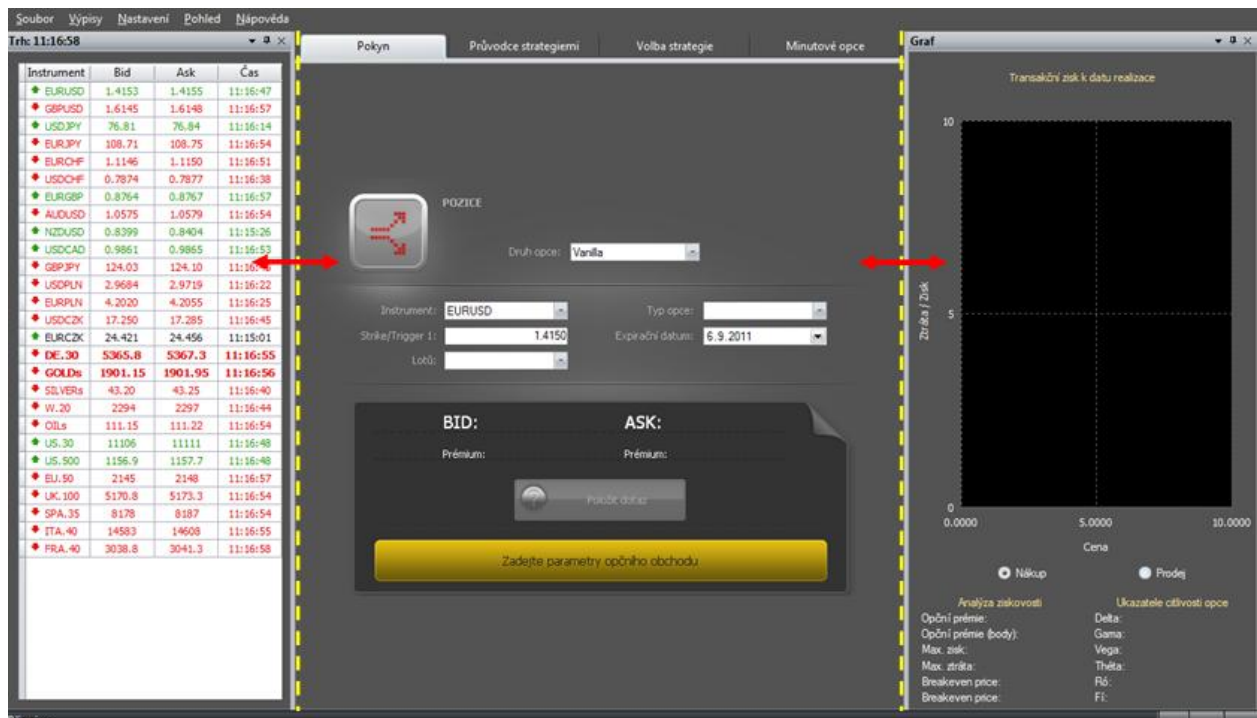 Soubor Výpisy Nastavení Pohled Nápověda
Trh: 11:16:58
Instrument Bid Ask Čas
EURUSD 1.4153 1.4155 11:16:47
GBPUSD 1.6145 1.6148 11:16:57
USDJPY 76.81 76.84 11:16:14
EURJPY 108.71 108.75 11:16:54
EURCHF 1.1146 1.1150 11:16:51
USDCHF 0.7874 0.7877 11:16:38
EURGBP 0.8764 0.8767 11:16:57
AUDUSD 1.0575 1.0579 11:16:54
NZDUSD 0.8399 0.8404 11:15:26
USDCAD 0.9861 0.9865 11:16:53
GBPJPY 124.03 124.10
USDPLN 2.9684 2.9719 11:16:22
EURPLN 4.2020 4.2055 11:16:25
USDCZK 17.250 17.285 11:16:45
EURCZK 24.421 24.456 11:15:01
DE.30 5365.8 5367.3 11:16:55
GOLDs 1901.15 1901.95 11:16:56
SILVERs 43.20 43.25 11:16:40
W.20 2294 2297 11:16:44
OILs 111.15 111.22 11:16:54
US.30 11106 11111 11:16:48
US.500 1156.9 1157.7 11:16:48
EU.50 2145 2148 11:16:57
UK.100 5170.8 5173.3 11:16:54
SPA.35 8178 8187 11:16:54
ITA.40 14583 14608 11:16:55
FRA.40 3038.8 3041.3 11:16:58
Pokyn Průvodce strategiemi Volba strategie Minutové opce
POZICE
Druh opce: Vanilla
Instrument: EURUSD Typ opce:
Strike/Trigger 1: 1.4150 Expirační datum: 6.9.2011
Lotů:
BID: ASK:
Prémium: Prémium:
Položit dotaz
Zadejte parametry opčního obchodu
Graf
Transakční zisk k datu realizace
10
5
0
Ztráta / Zisk
0.0000 5.0000 10.0000
Cena
Nákup Prodej
Analýza ziskovosti Ukazatele citlivosti opce
Opční prémie: Delta:
Opční prémie (body): Gama:
Max. zisk: Vega:
Max. ztráta: Théta:
Breakeven price: Ró:
Breakeven price: Fí: